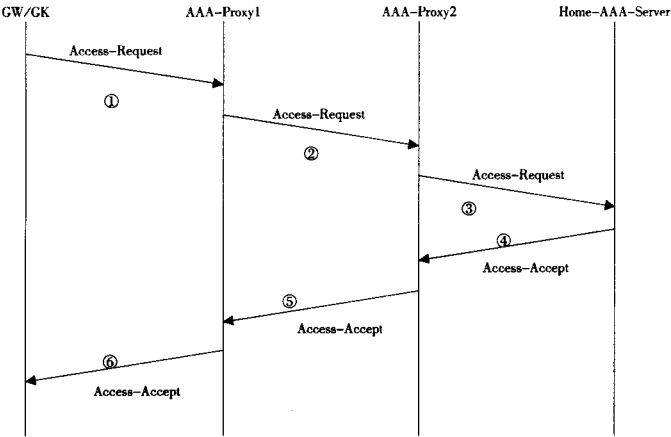 GW/GK AAA-Proxy1 AAA-Proxy2 Home-AAA-Server
Access-Request
①
Access-Request
②
Access-Request
③
④
Access-Accept
⑤
Access-Accept
⑥
Access-Accept